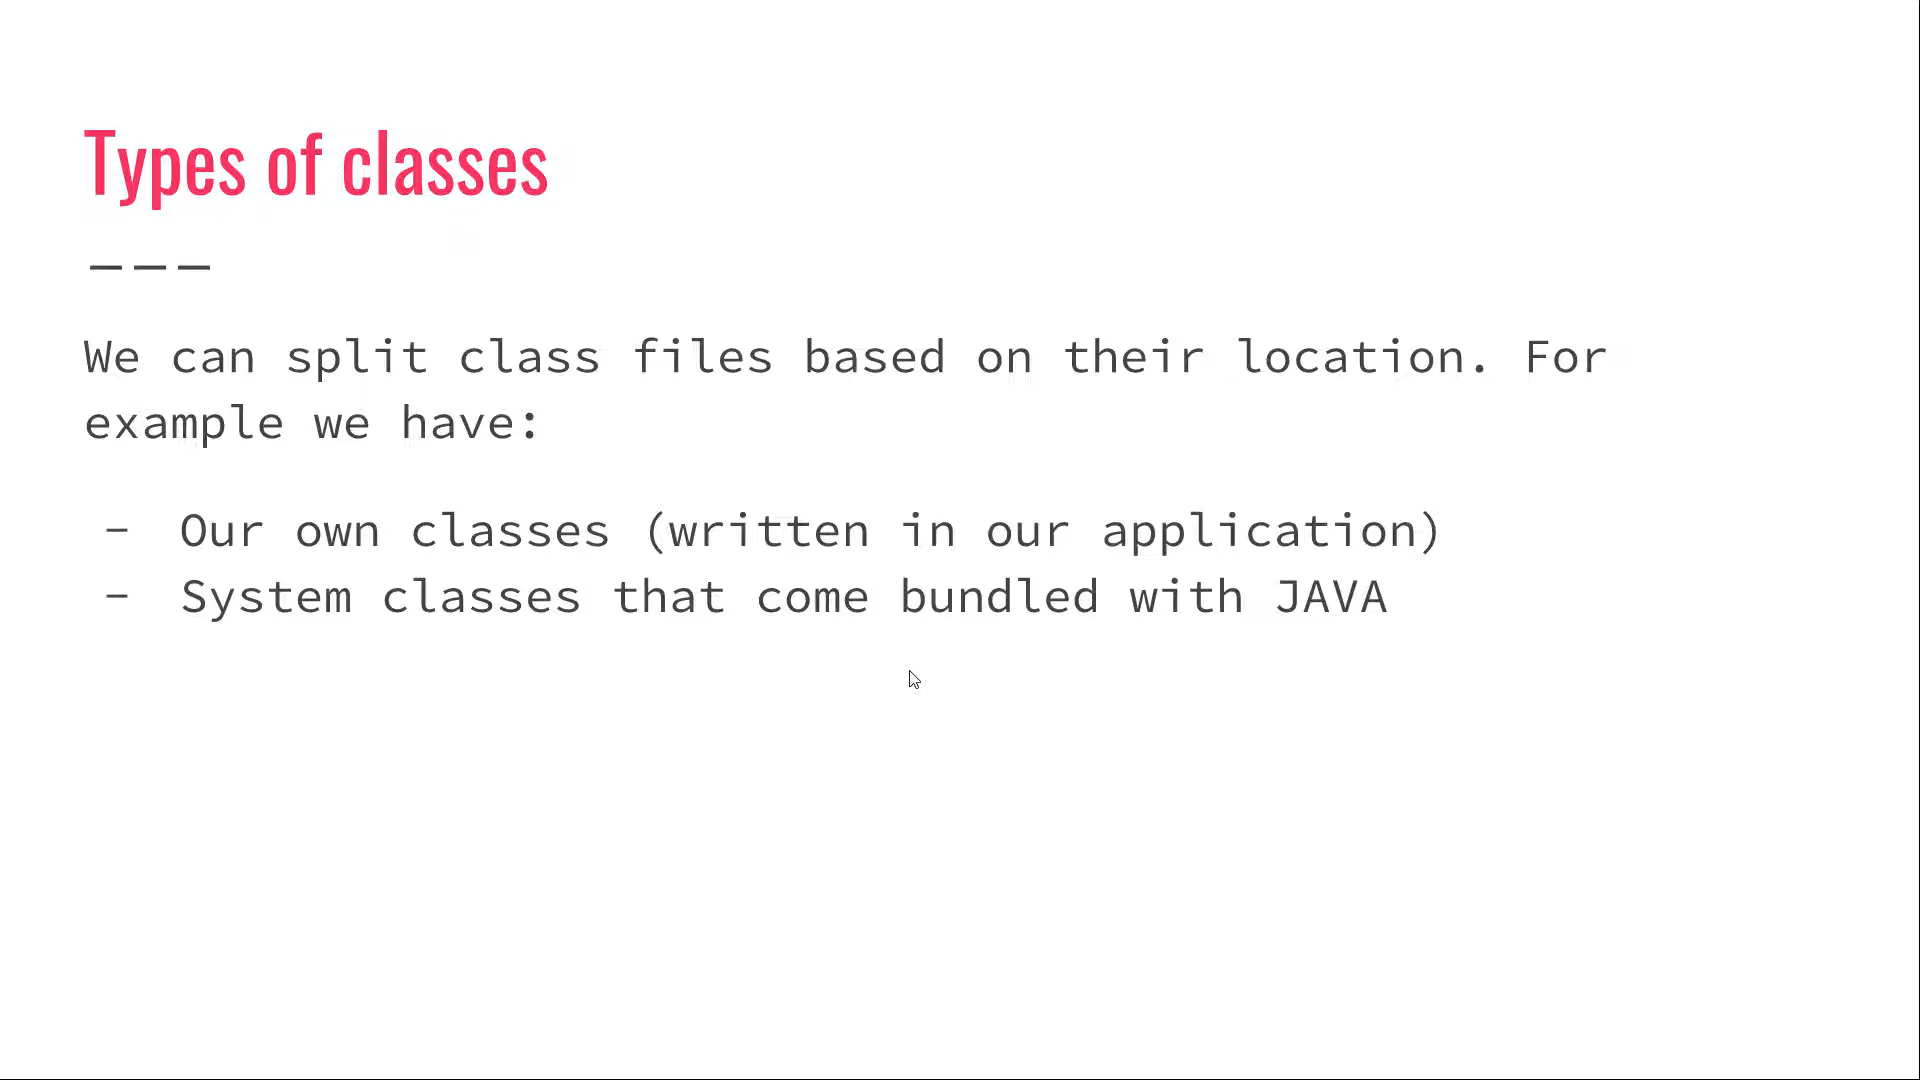 Types of classes
---
We can split class files based on their location. For
example we have:
- Our own classes (written in our application)
- System classes that come bundled with JAVA